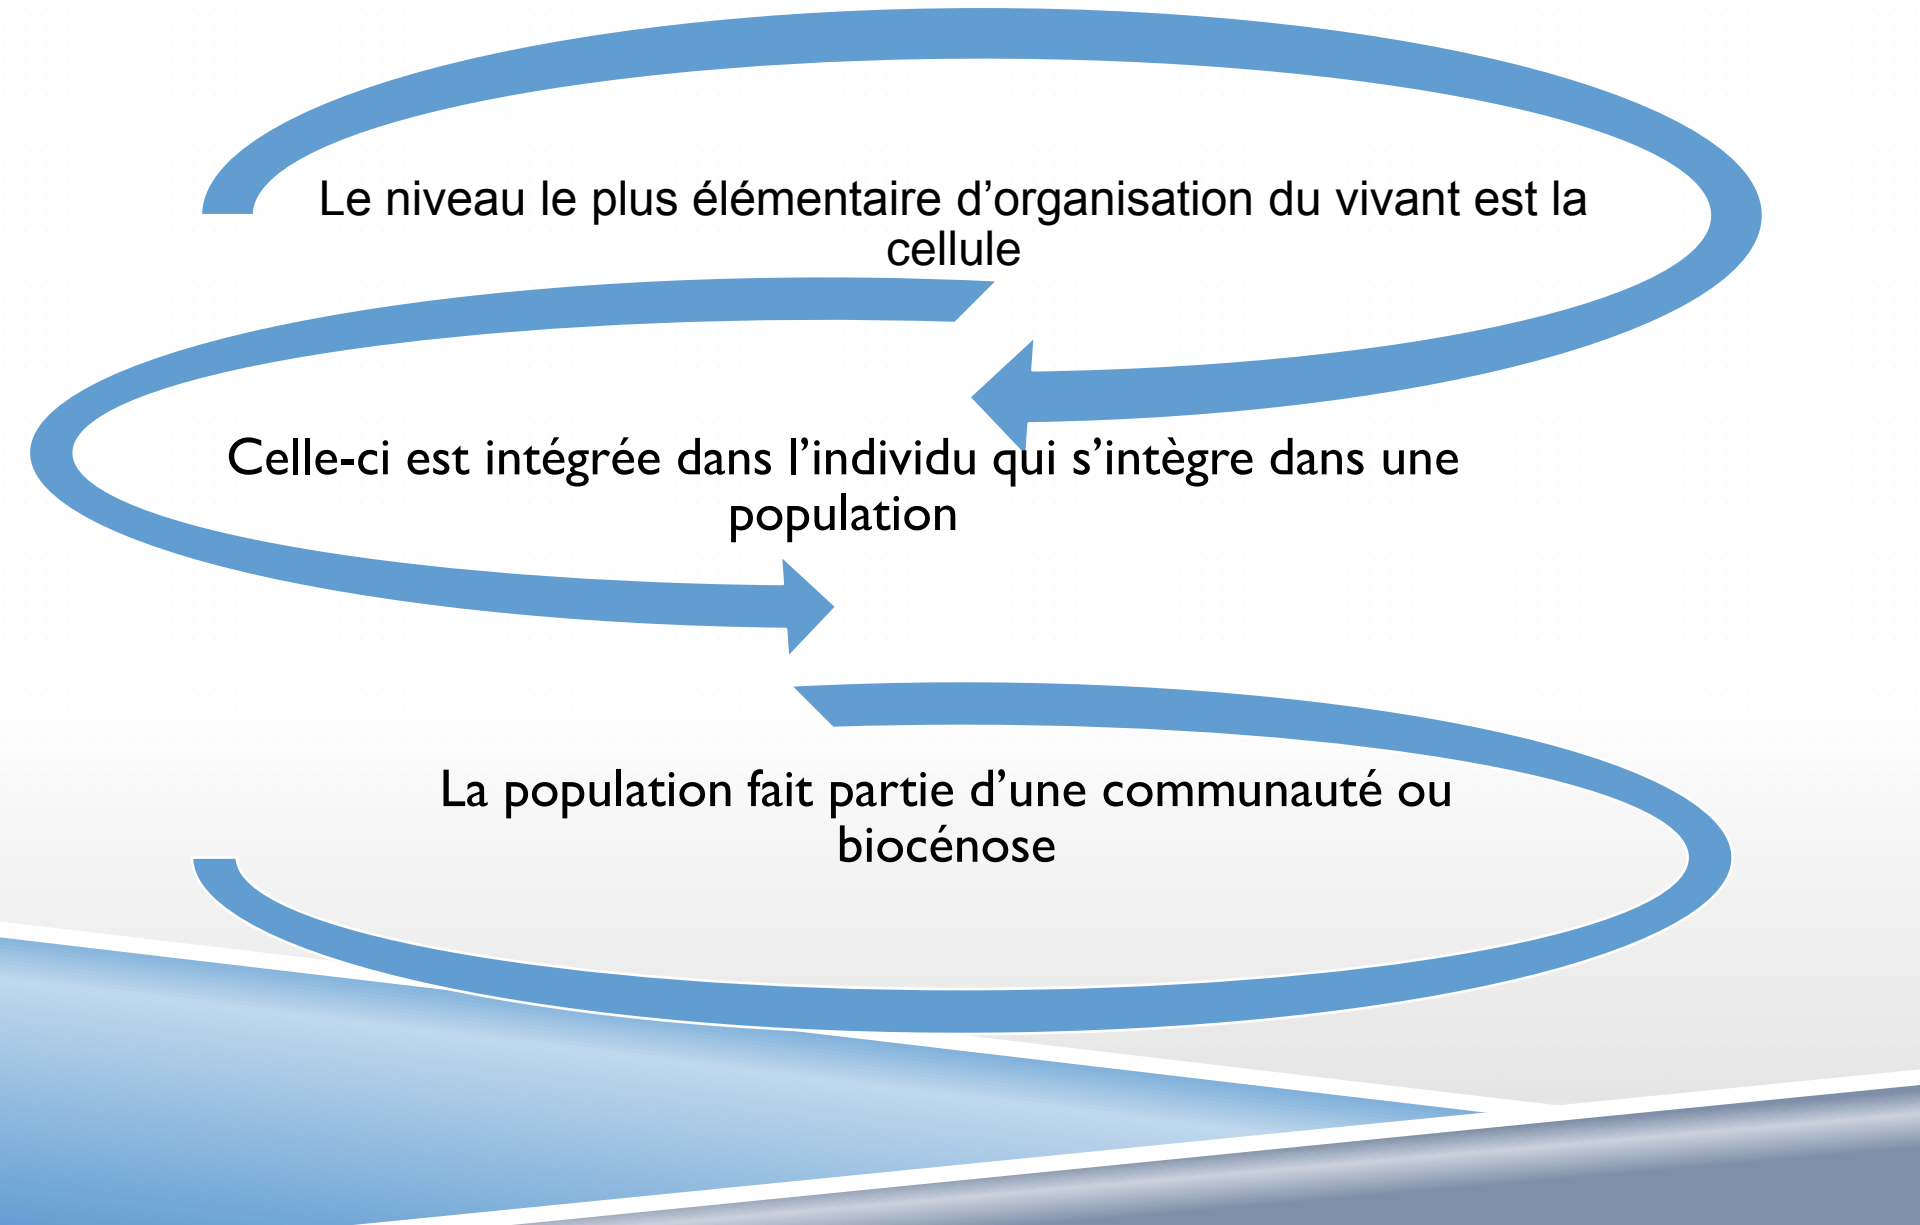 Le niveau le plus élémentaire d’organisation du vivant est la
cellule
Celle-ci est intégrée dans l’individu qui s’intègre dans une
population
La population fait partie d’une communauté ou
biocénose